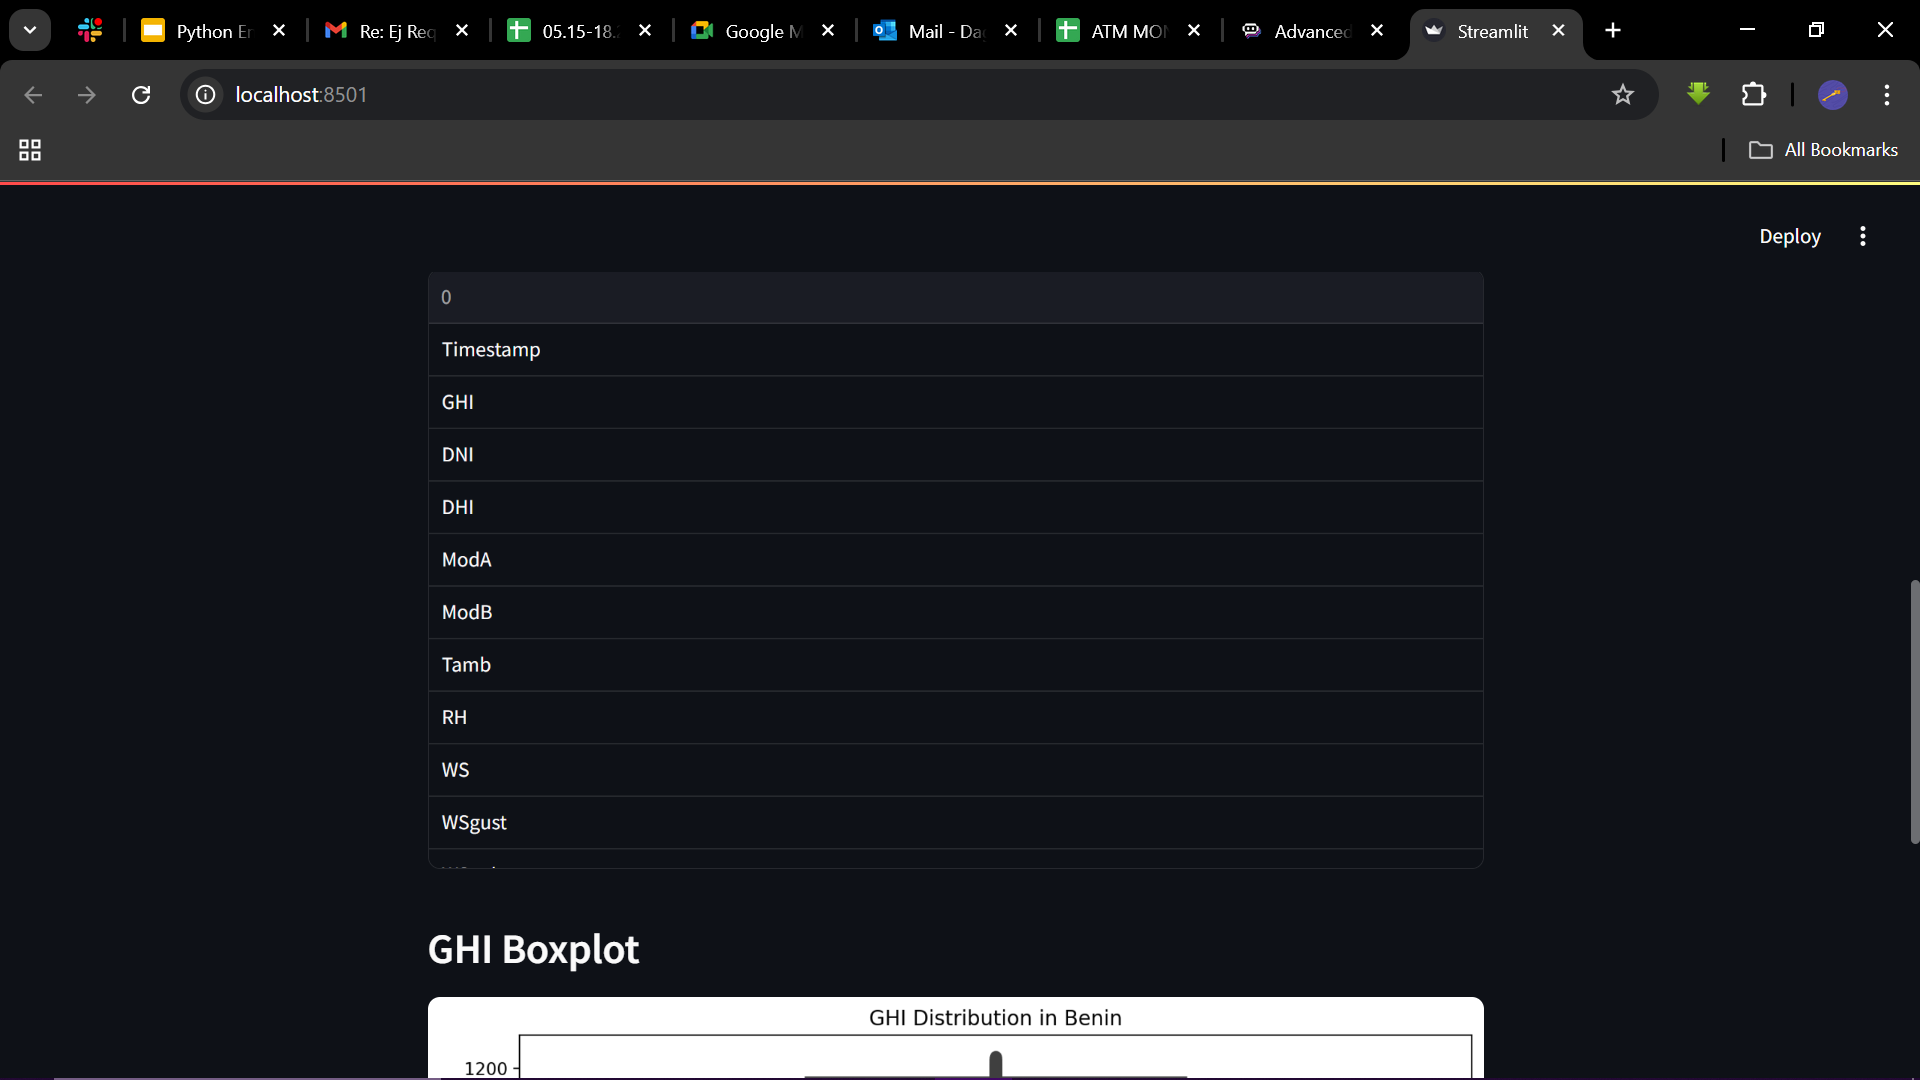 Python Er
Re: Ej Req
05.15-18.
Google M
Mail - Da
ATM MO
Advanced
Streamlit
localhost:8501
All Bookmarks
Deploy
0
Timestamp
GHI
DNI
DHI
ModA
ModB
Tamb
RH
WS
WSgust
GHI Boxplot
GHI Distribution in Benin
1200